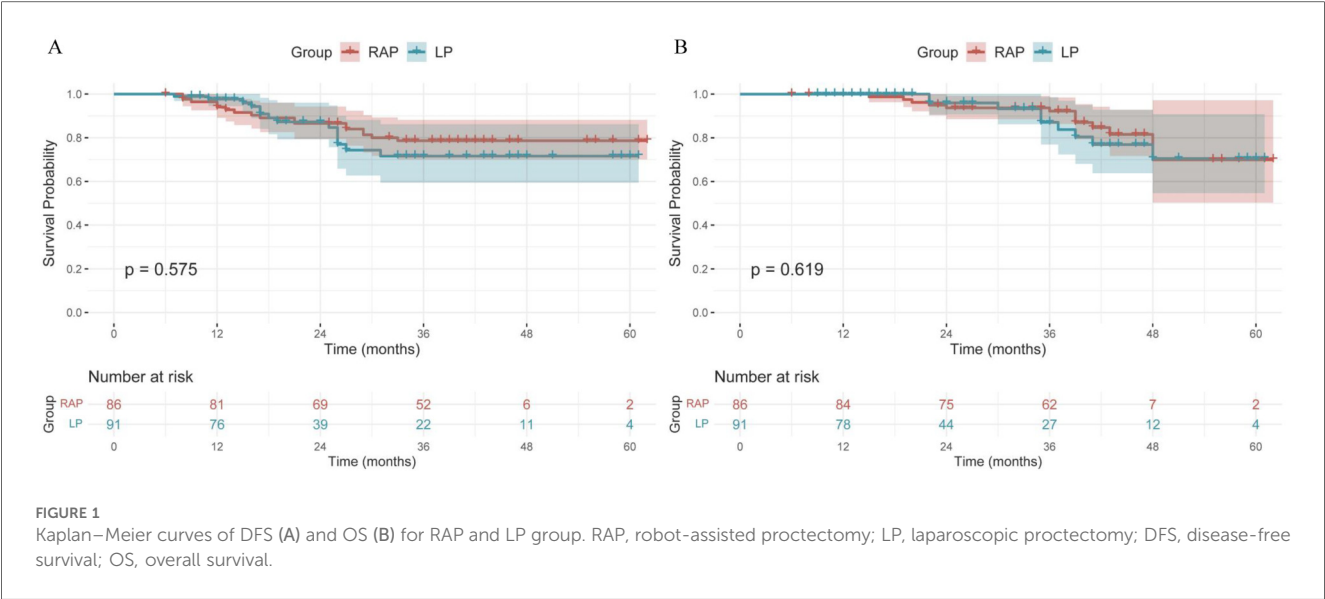 A
Group RAP LP
1.0
0.8
0.6
0.4
0.2
0.0
Survival Probability
p = 0.575
0 12 24 36 48 60
Time (months)
Number at risk
Group
RAP 86 81 69 52 6 2
LP 91 76 39 22 11 4
0 12 24 36 48 60
Time (months)
B
Group RAP LP
1.0
0.8
0.6
0.4
0.2
0.0
Survival Probability
p = 0.619
0 12 24 36 48 60
Time (months)
Number at risk
Group
RAP 86 84 75 62 7 2
LP 91 78 44 27 12 4
0 12 24 36 48 60
Time (months)
FIGURE 1
Kaplan–Meier curves of DFS (A) and OS (B) for RAP and LP group. RAP, robot-assisted proctectomy; LP, laparoscopic proctectomy; DFS, disease-free
survival; OS, overall survival.